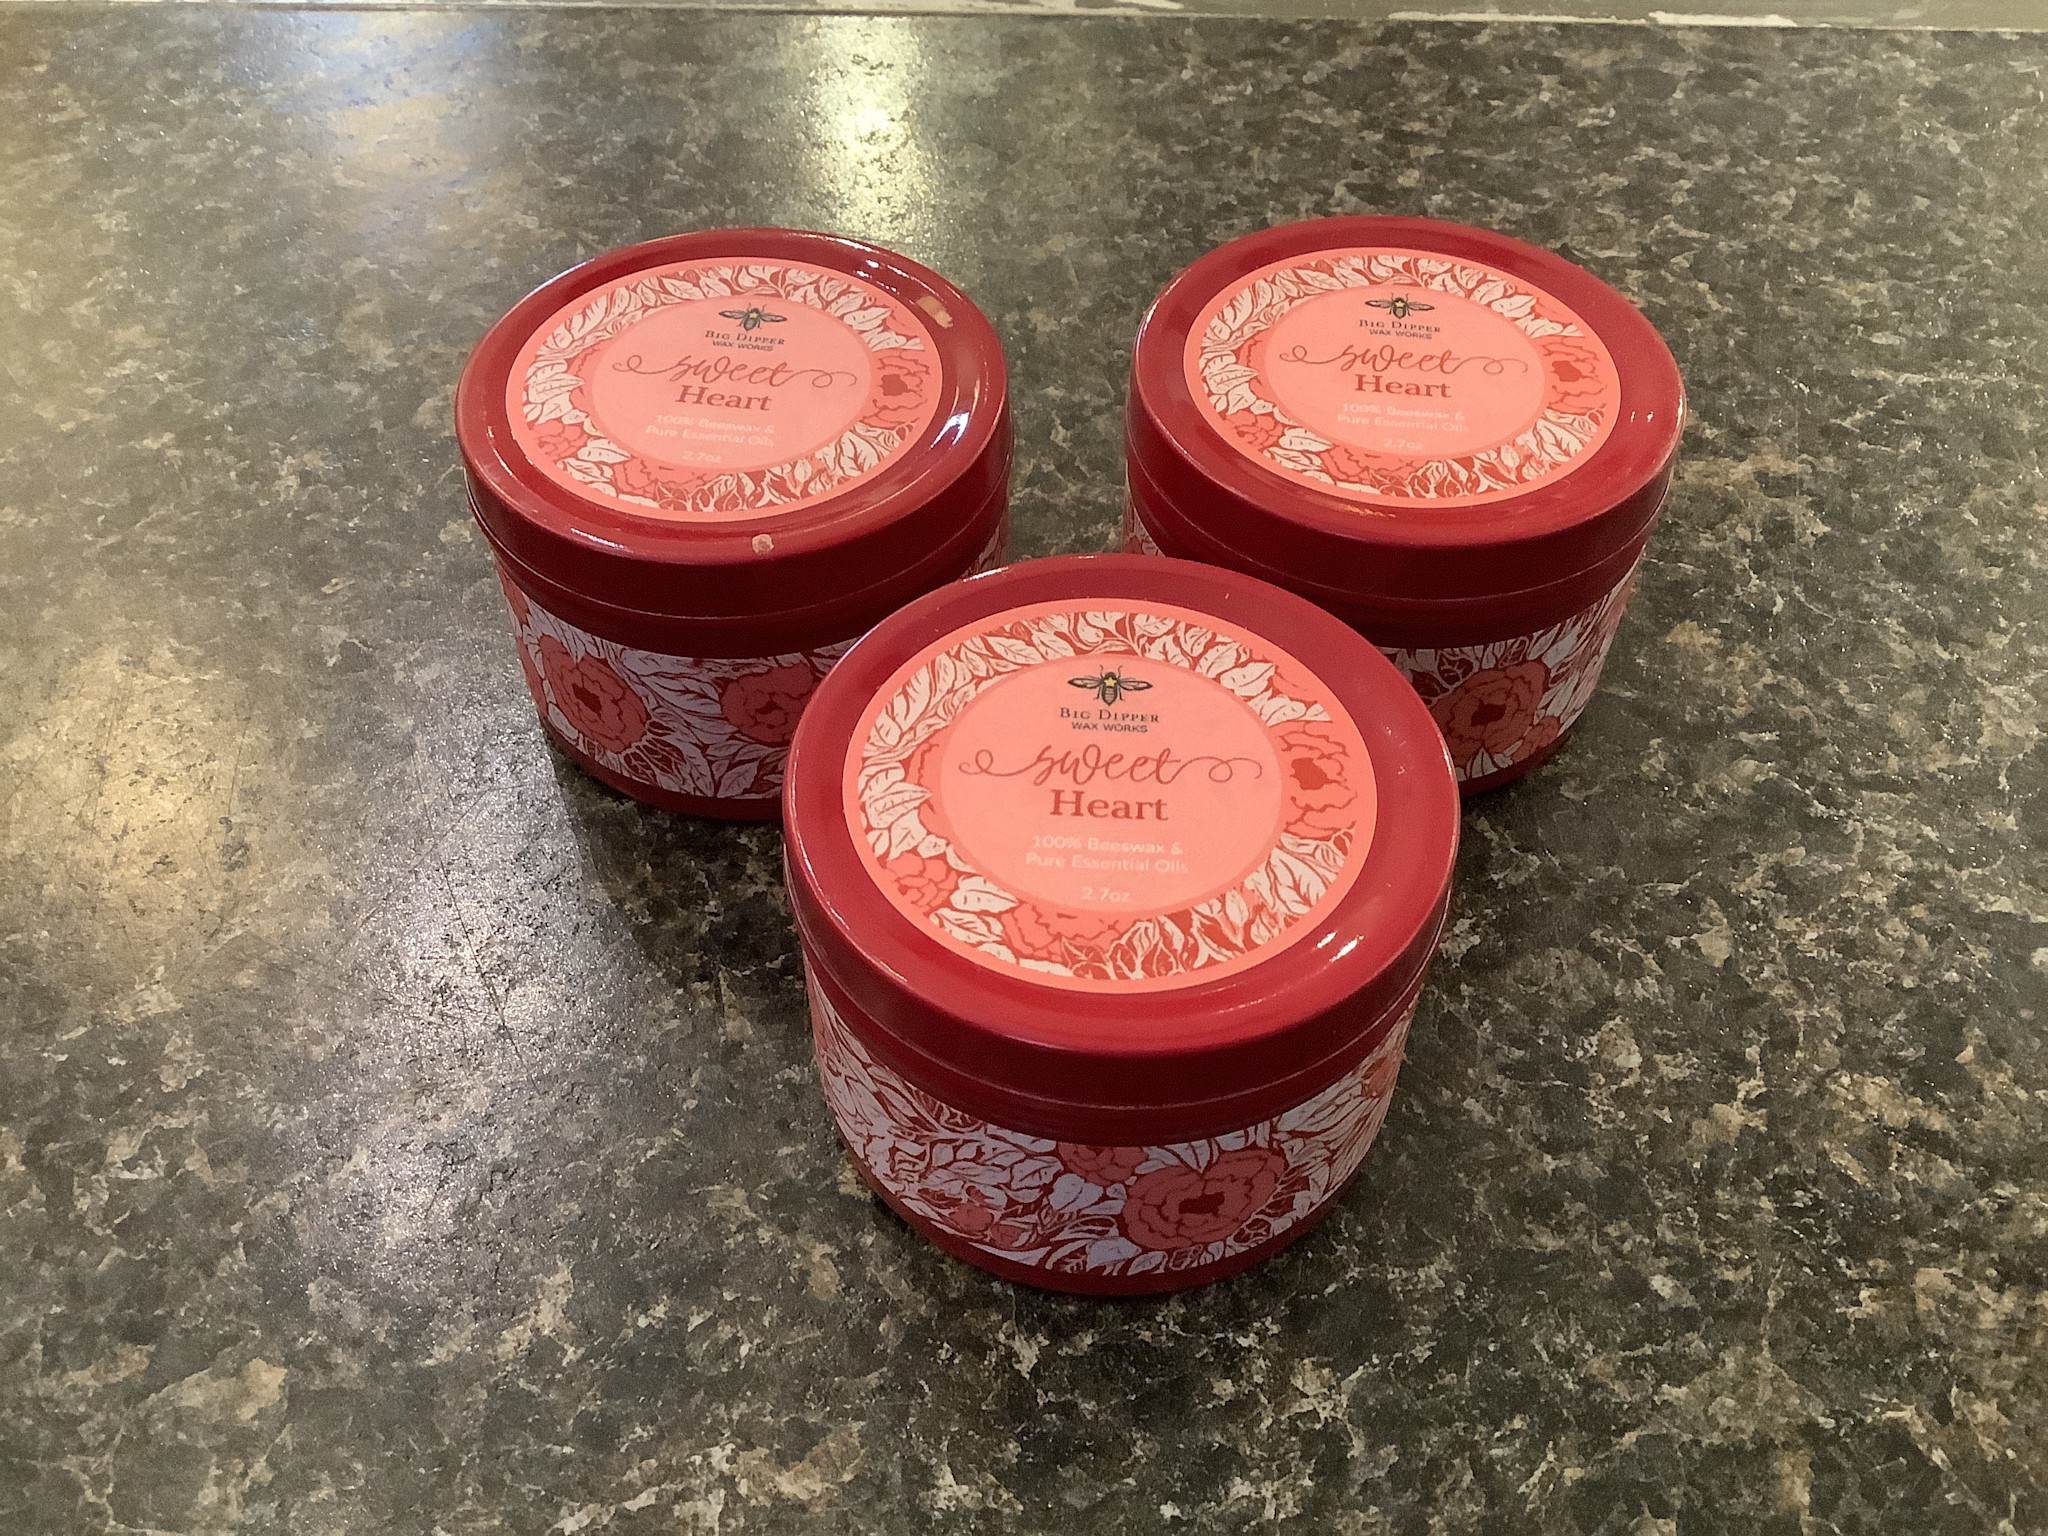 BIG DIPPER
WAX WORKS
sweet
Heart
100% Beeswax &
Pure Essential Oils
2.7oz
BIG DIPPER
WAX WORKS
sweet
Heart
100% Beeswax &
Pure Essential Oils
2.7oz
BIG DIPPER
WAX WORKS
sweet
Heart
100% Beeswax &
Pure Essential Oils
2.7oz